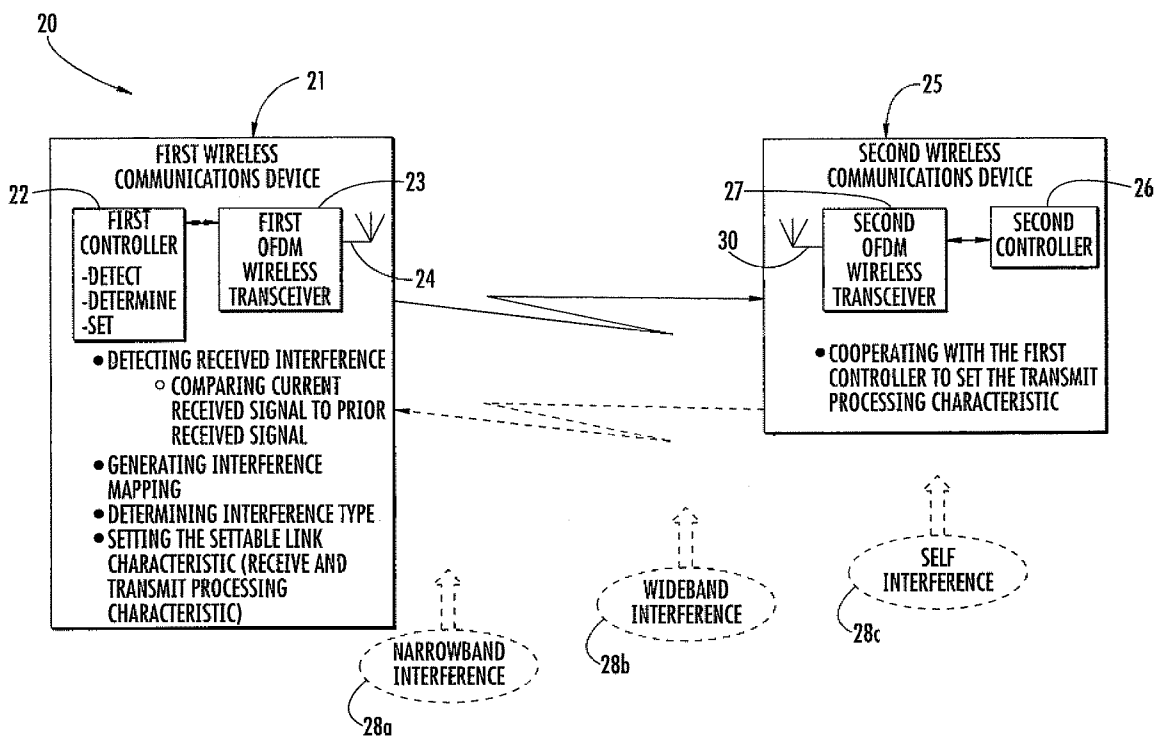 20
21
25
FIRST WIRELESS
COMMUNICATIONS DEVICE
22
23
FIRST
CONTROLLER
-DETECT
-DETERMINE
-SET
FIRST
OFDM
WIRELESS
TRANSCEIVER
24
● DETECTING RECEIVED INTERFERENCE
○ COMPARING CURRENT
RECEIVED SIGNAL TO PRIOR
RECEIVED SIGNAL
● GENERATING INTERFERENCE
MAPPING
● DETERMINING INTERFERENCE TYPE
● SETTING THE SETTABLE LINK
CHARACTERISTIC (RECEIVE AND
TRANSMIT PROCESSING
CHARACTERISTIC)
SECOND WIRELESS
COMMUNICATIONS DEVICE
27
26
30
SECOND
OFDM
WIRELESS
TRANSCEIVER
SECOND
CONTROLLER
● COOPERATING WITH THE FIRST
CONTROLLER TO SET THE TRANSMIT
PROCESSING CHARACTERISTIC
NARROWBAND
INTERFERENCE
28a
WIDEBAND
INTERFERENCE
28b
SELF
INTERFERENCE
28c